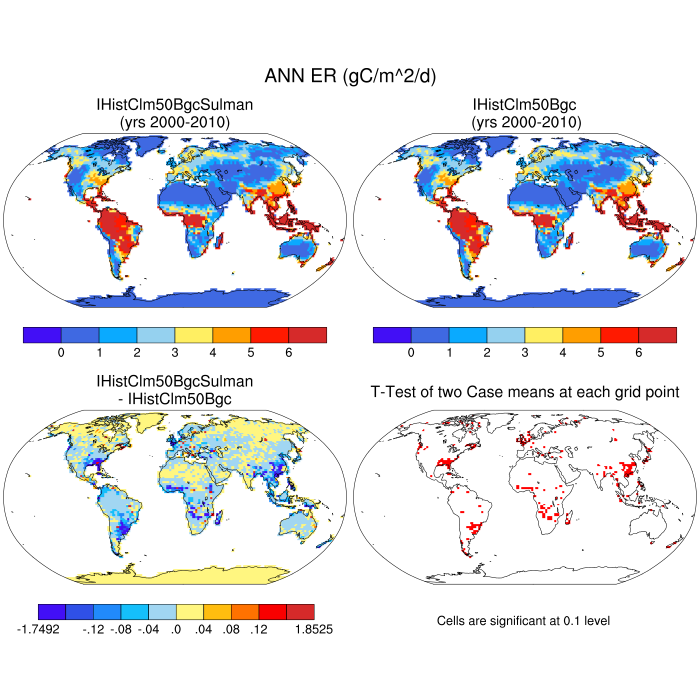 ANN ER (gC/m^2/d)
IHistClm50BgcSulman
(yrs 2000-2010)
IHistClm50Bgc
(yrs 2000-2010)
0 1 2 3 4 5 6
0 1 2 3 4 5 6
IHistClm50BgcSulman
- IHistClm50Bgc
T-Test of two Case means at each grid point
-1.7492 -.12 -.08 -.04 .0 .04 .08 .12 1.8525
Cells are significant at 0.1 level